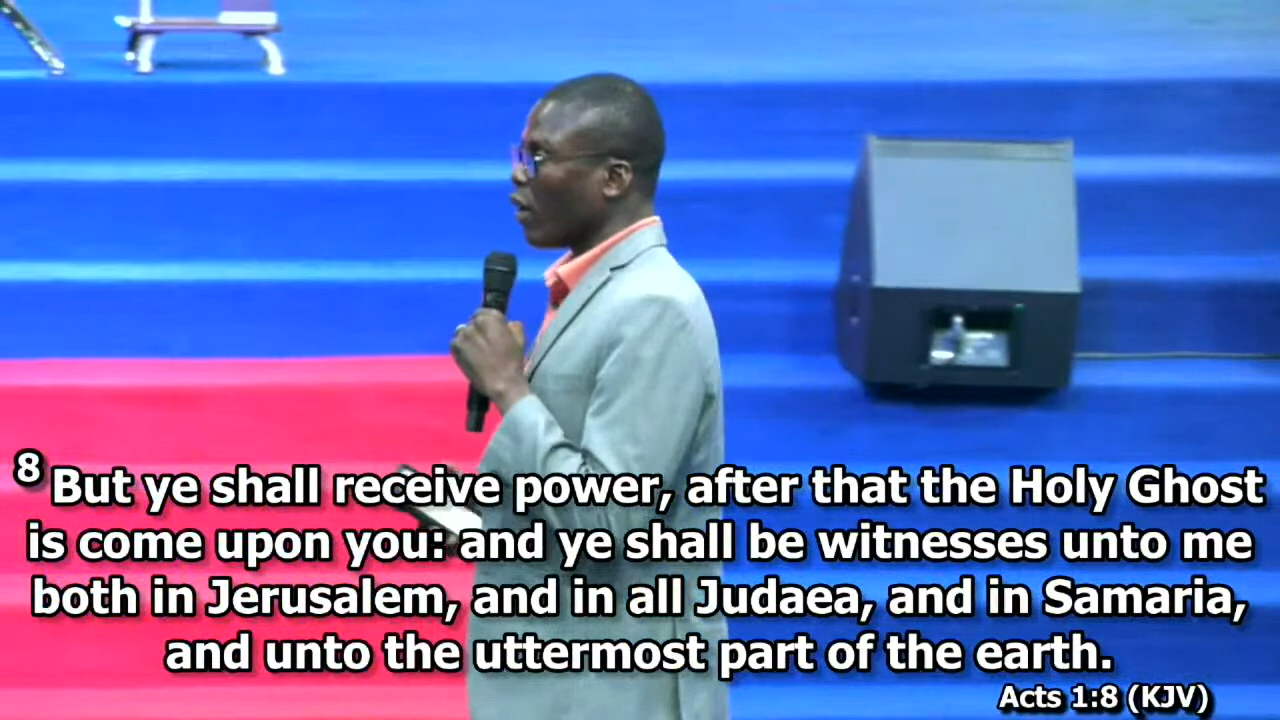 8 But ye shall receive power, after that the Holy Ghost
is come upon you: and ye shall be witnesses unto me
both in Jerusalem, and in all Judaea, and in Samaria,
and unto the uttermost part of the earth.
Acts 1:8 (KJV)